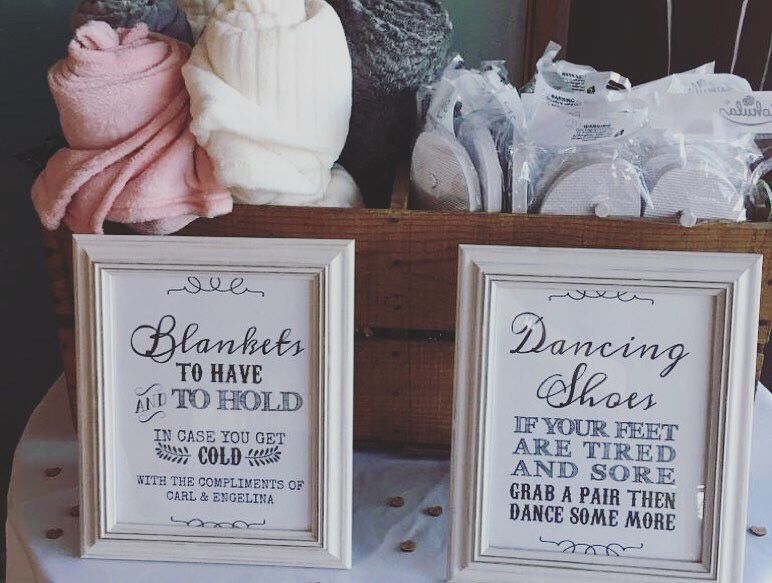 Blankets
TO HAVE
AND TO HOLD
IN CASE YOU GET
COLD
WITH THE COMPLIMENTS OF
CARL & ENGELINA
Dancing
Shoes
IF YOUR FEET
ARE TIRED
AND SORE
GRAB A PAIR THEN
DANCE SOME MORE
WARNING